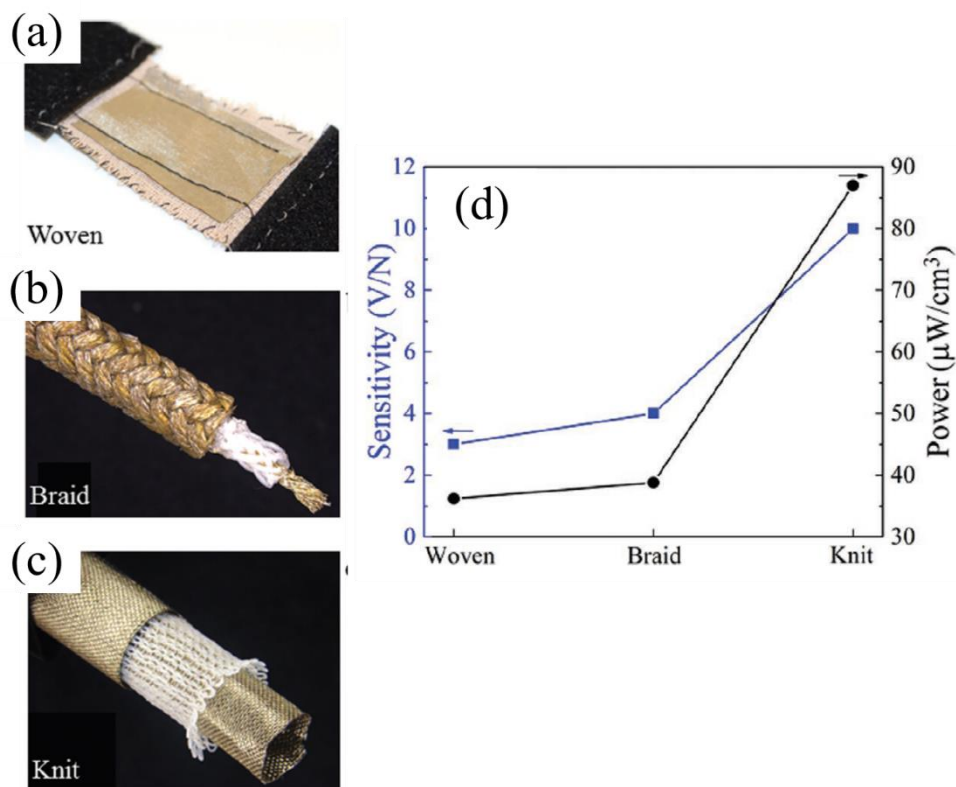 (a)
Woven
(b)
Braid
(c)
Knit
(d)
Sensitivity (V/N)
12
10
8
6
4
2
0
Power (μW/cm³)
90
80
70
60
50
40
30
Woven Braid Knit